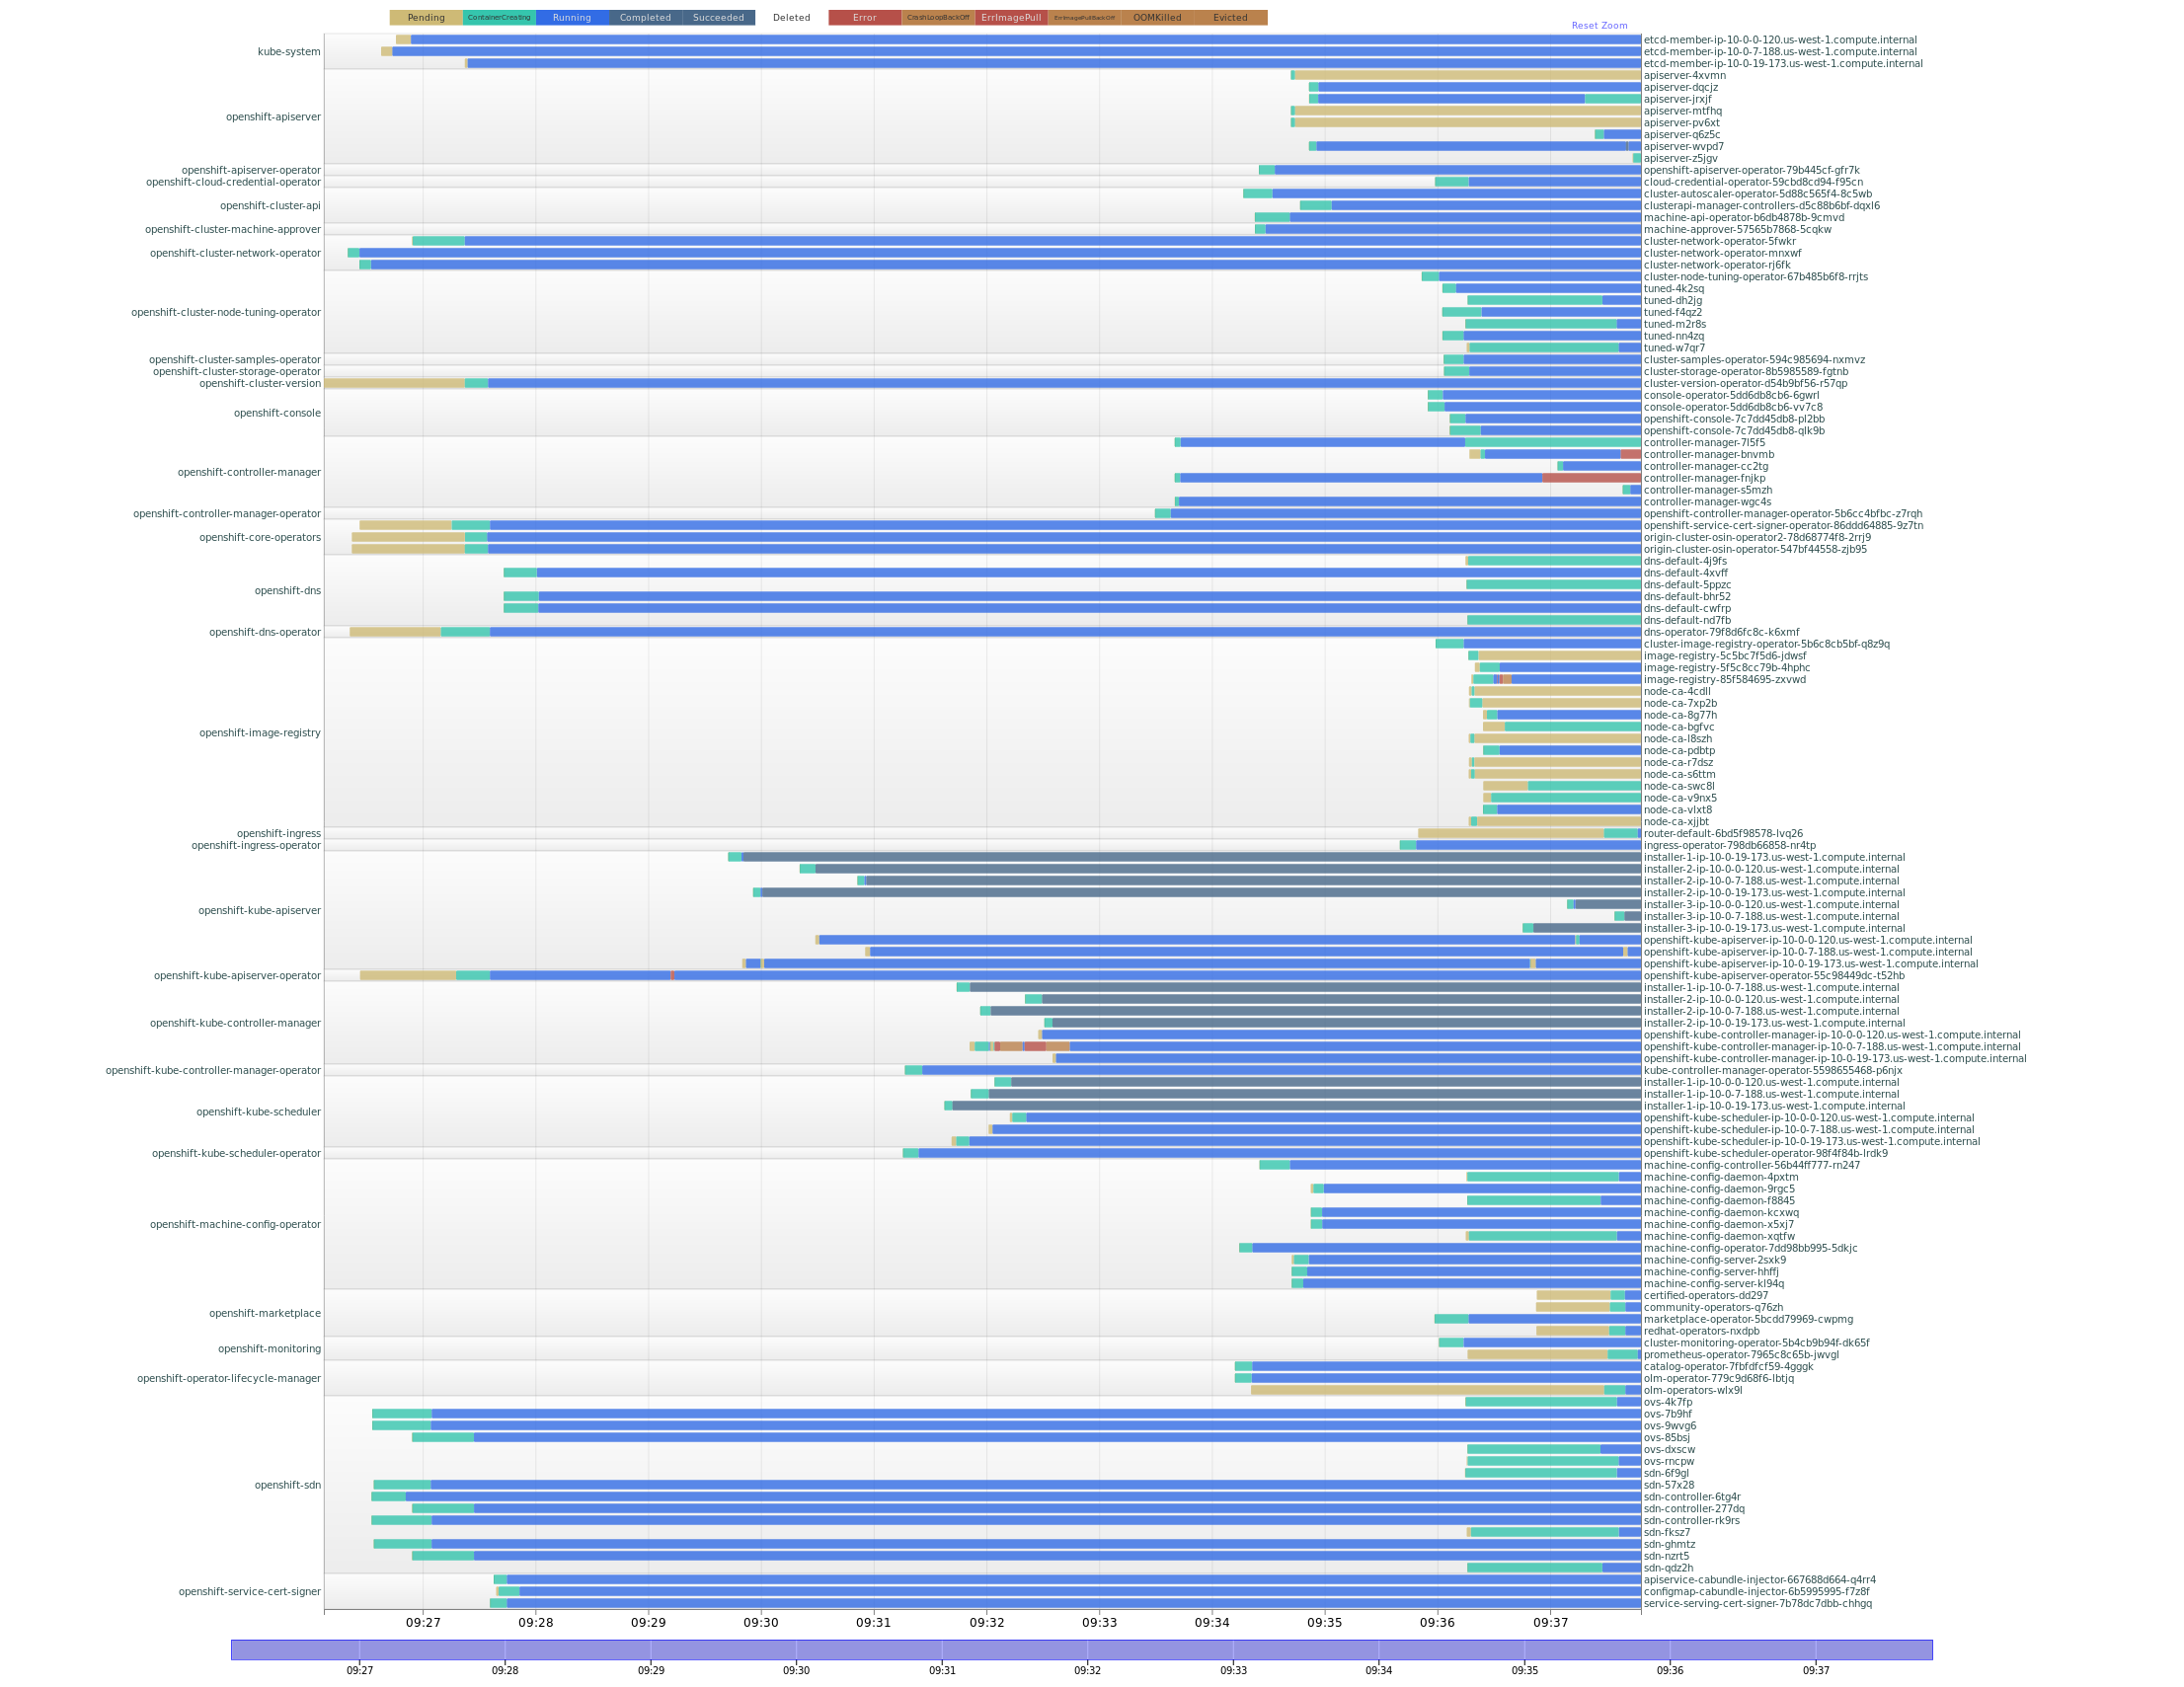 Pending ContainerCreating Running Completed Succeeded Deleted Error CrashLoopBackOff ErrImagePull ErrImagePullBackOff OOMKilled Evicted
Reset Zoom
etcd-member-ip-10-0-0-120.us-west-1.compute.internal
kube-system etcd-member-ip-10-0-7-188.us-west-1.compute.internal
etcd-member-ip-10-0-19-173.us-west-1.compute.internal
apiserver-4xvmn
apiserver-dqcjz
apiserver-jrxjf
openshift-apiserver
apiserver-mtfhq
apiserver-pv6xt
apiserver-q6z5c
apiserver-wvpd7
apiserver-z5jgv
openshift-apiserver-operator openshift-apiserver-operator-79b445cf-gfr7k
openshift-cloud-credential-operator cloud-credential-operator-59cbd8cd94-f95cn
cluster-autoscaler-operator-5d88c565f4-8c5wb
openshift-cluster-api clusterapi-manager-controllers-d5c88b6bf-dqxl6
machine-api-operator-b6db4878b-9cmvd
openshift-cluster-machine-approver machine-approver-57565b7868-5cqkw
cluster-network-operator-5fwkr
openshift-cluster-network-operator cluster-network-operator-mnxwf
cluster-network-operator-rj6fk
cluster-node-tuning-operator-67b485b6f8-rrjts
tuned-4k2sq
tuned-dh2jg
openshift-cluster-node-tuning-operator tuned-f4qz2
tuned-m2r8s
tuned-nn4zq
tuned-w7qr7
openshift-cluster-samples-operator cluster-samples-operator-594c985694-nxmvz
openshift-cluster-storage-operator cluster-storage-operator-8b5985589-fgtnb
openshift-cluster-version cluster-version-operator-d54b9bf56-r57qp
console-operator-5dd6db8cb6-6gwrl
openshift-console
console-operator-5dd6db8cb6-vv7c8
openshift-console-7c7dd45db8-pl2bb
openshift-console-7c7dd45db8-qlk9b
controller-manager-7l5f5
controller-manager-bnvmb
controller-manager-cc2tg
openshift-controller-manager
controller-manager-fnjkp
controller-manager-s5mzh
controller-manager-wgc4s
openshift-controller-manager-operator openshift-controller-manager-operator-5b6cc4bfbc-z7rqh
openshift-service-cert-signer-operator-86ddd64885-9z7tn
openshift-core-operators origin-cluster-osin-operator2-78d68774f8-2rrj9
origin-cluster-osin-operator-547bf44558-zjb95
dns-default-4j9fs
dns-default-4xvff
dns-default-5ppzc
openshift-dns
dns-default-bhr52
dns-default-cwfrp
dns-default-nd7fb
openshift-dns-operator dns-operator-79f8d6fc8c-k6xmf
cluster-image-registry-operator-5b6c8cb5bf-q8z9q
image-registry-5c5bc7f5d6-jdwsf
image-registry-5f5c8cc79b-4hphc
image-registry-85f584695-zxvwd
node-ca-4cdll
node-ca-7xp2b
node-ca-8g77h
node-ca-bgfvc
openshift-image-registry
node-ca-l8szh
node-ca-pdbtp
node-ca-r7dsz
node-ca-s6ttm
node-ca-swc8l
node-ca-v9nx5
node-ca-vlxt8
node-ca-xjjbt
openshift-ingress router-default-6bd5f98578-lvq26
openshift-ingress-operator ingress-operator-798db66858-nr4tp
installer-1-ip-10-0-19-173.us-west-1.compute.internal
installer-2-ip-10-0-0-120.us-west-1.compute.internal
installer-2-ip-10-0-7-188.us-west-1.compute.internal
installer-2-ip-10-0-19-173.us-west-1.compute.internal
installer-3-ip-10-0-0-120.us-west-1.compute.internal
openshift-kube-apiserver
installer-3-ip-10-0-7-188.us-west-1.compute.internal
installer-3-ip-10-0-19-173.us-west-1.compute.internal
openshift-kube-apiserver-ip-10-0-0-120.us-west-1.compute.internal
openshift-kube-apiserver-ip-10-0-7-188.us-west-1.compute.internal
openshift-kube-apiserver-ip-10-0-19-173.us-west-1.compute.internal
openshift-kube-apiserver-operator openshift-kube-apiserver-operator-55c98449dc-t52hb
installer-1-ip-10-0-7-188.us-west-1.compute.internal
installer-2-ip-10-0-0-120.us-west-1.compute.internal
installer-2-ip-10-0-7-188.us-west-1.compute.internal
openshift-kube-controller-manager installer-2-ip-10-0-19-173.us-west-1.compute.internal
openshift-kube-controller-manager-ip-10-0-0-120.us-west-1.compute.internal
openshift-kube-controller-manager-ip-10-0-7-188.us-west-1.compute.internal
openshift-kube-controller-manager-ip-10-0-19-173.us-west-1.compute.internal
openshift-kube-controller-manager-operator kube-controller-manager-operator-5598655468-p6njx
installer-1-ip-10-0-0-120.us-west-1.compute.internal
installer-1-ip-10-0-7-188.us-west-1.compute.internal
installer-1-ip-10-0-19-173.us-west-1.compute.internal
openshift-kube-scheduler
openshift-kube-scheduler-ip-10-0-0-120.us-west-1.compute.internal
openshift-kube-scheduler-ip-10-0-7-188.us-west-1.compute.internal
openshift-kube-scheduler-ip-10-0-19-173.us-west-1.compute.internal
openshift-kube-scheduler-operator openshift-kube-scheduler-operator-98f4f84b-lrdk9
machine-config-controller-56b44ff777-rn247
machine-config-daemon-4pxtm
machine-config-daemon-9rgc5
machine-config-daemon-f8845
machine-config-daemon-kcxwq
openshift-machine-config-operator machine-config-daemon-x5xj7
machine-config-daemon-xqtfw
machine-config-operator-7dd98bb995-5dkjc
machine-config-server-2sxk9
machine-config-server-hhffj
machine-config-server-kl94q
certified-operators-dd297
openshift-marketplace
community-operators-q76zh
marketplace-operator-5bcdd79969-cwpmg
redhat-operators-nxdpb
openshift-monitoring
cluster-monitoring-operator-5b4cb9b94f-dk65f
prometheus-operator-7965c8c65b-jwvgl
catalog-operator-7fbfdfcf59-4gggk
openshift-operator-lifecycle-manager olm-operator-779c9d68f6-lbtjq
olm-operators-wlx9l
ovs-4k7fp
ovs-7b9hf
ovs-9wvg6
ovs-85bsj
ovs-dxscw
ovs-rncpw
sdn-6f9gl
openshift-sdn sdn-57x28
sdn-controller-6tg4r
sdn-controller-277dq
sdn-controller-rk9rs
sdn-fksz7
sdn-ghmtz
sdn-nzrt5
sdn-qdz2h
apiservice-cabundle-injector-667688d664-q4rr4
openshift-service-cert-signer configmap-cabundle-injector-6b5995995-f7z8f
service-serving-cert-signer-7b78dc7dbb-chhgq
09:27 09:28 09:29 09:30 09:31 09:32 09:33 09:34 09:35 09:36 09:37
09:27 09:28 09:29 09:30 09:31 09:32 09:33 09:34 09:35 09:36 09:37